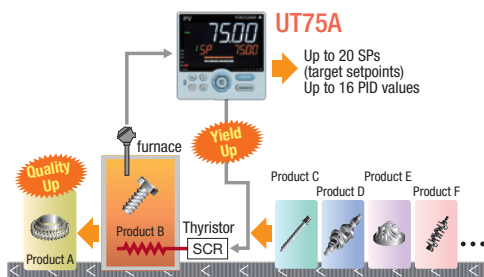 UT75A
PV
YOKOGAWA
75.00
SP 75.00
Up to 20 SPs
(target setpoints)
Up to 16 PID values
furnace
Yield
Up
Quality
Up
Product A
Product B
Thyristor
SCR
Product C
Product D
Product E
Product F